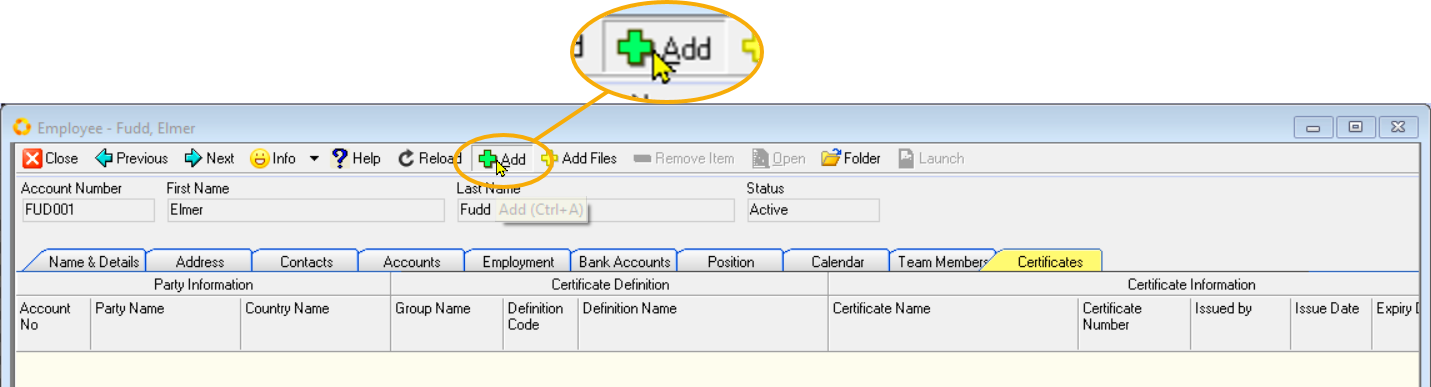 Add
Employee - Fudd, Elmer
Close Previous Next Info Help Reload Add Add Files Remove Item Open Folder Launch
Account Number First Name Last Name Status
FUD001 Elmer Fudd Active
Add (Ctrl+A)
Name & Details Address Contacts Accounts Employment Bank Accounts Position Calendar Team Members Certificates
Party Information Certificate Definition Certificate Information
Account Party Name Country Name Group Name Definition Definition Name Certificate Name Certificate Issued by Issue Date Expiry
No Code Number